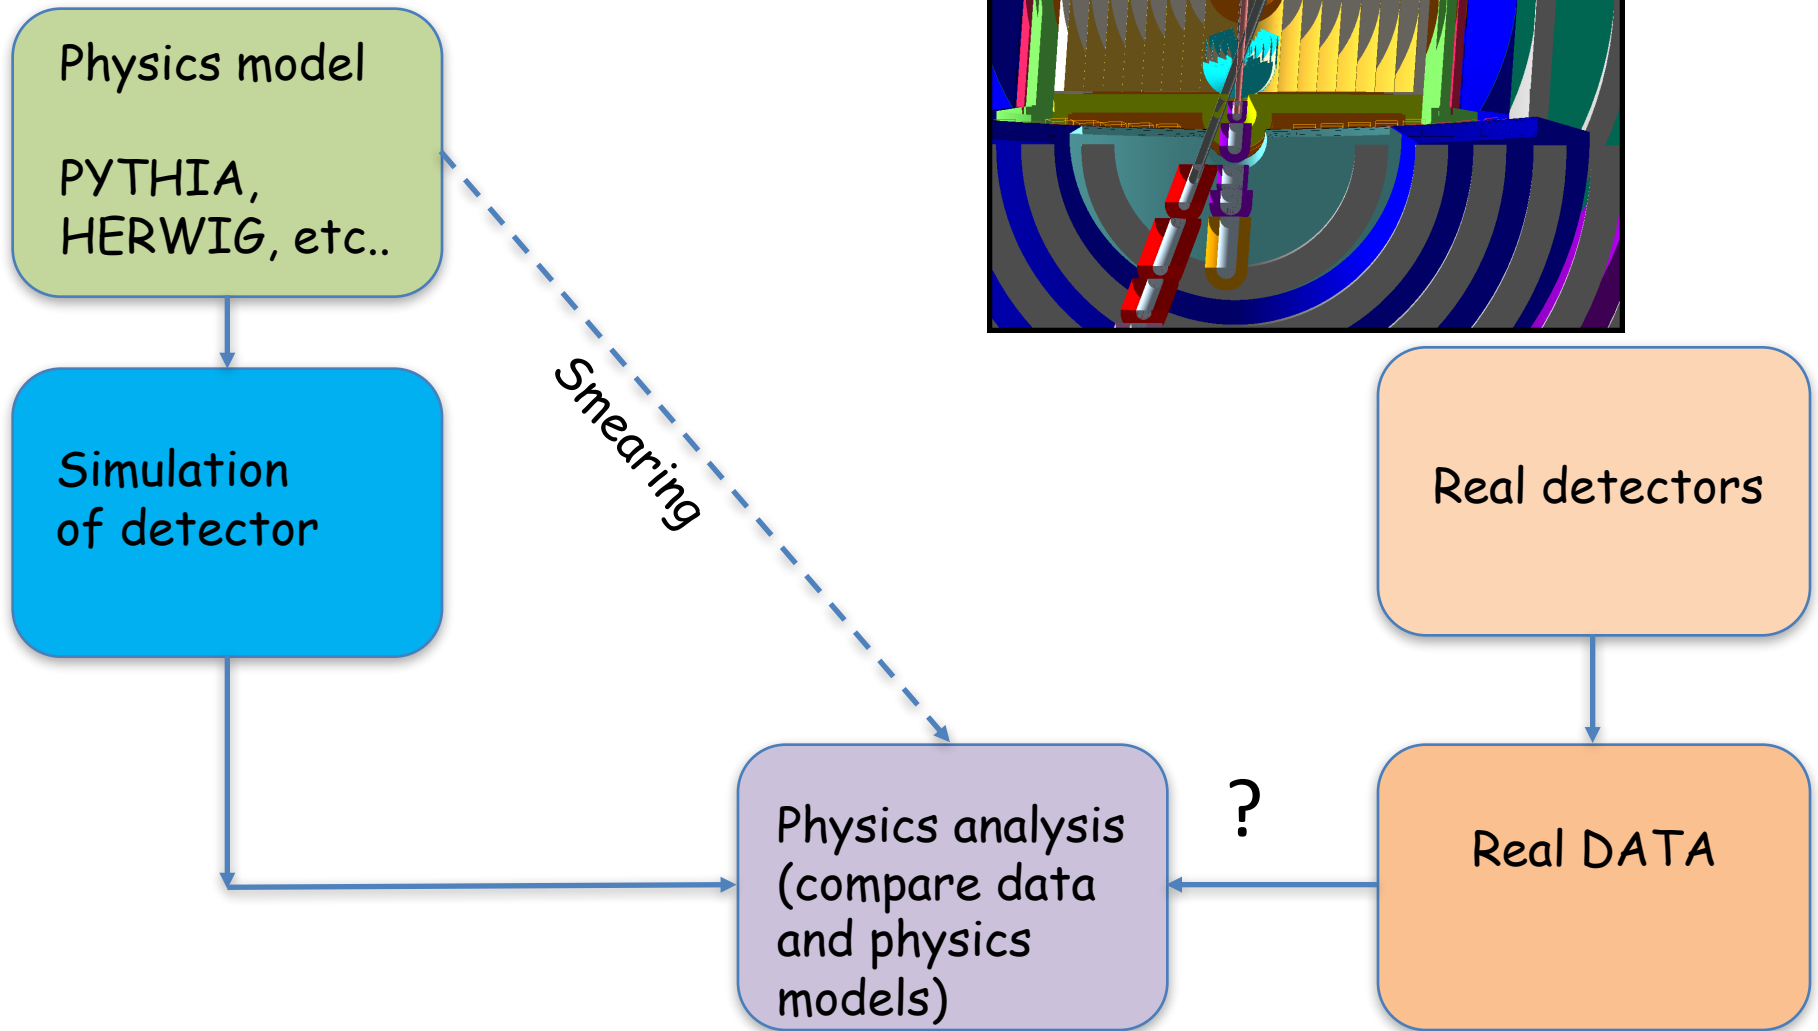 Physics model
PYTHIA,
HERWIG, etc..
Smearing
Simulation
of detector
Real detectors
Physics analysis
(compare data
and physics
models)
?
Real DATA